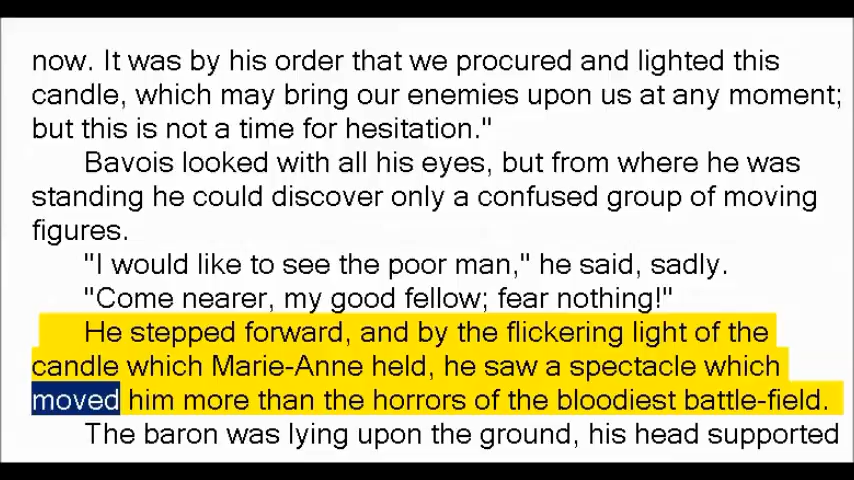 now. It was by his order that we procured and lighted this
candle, which may bring our enemies upon us at any moment;
but this is not a time for hesitation."
Bavois looked with all his eyes, but from where he was
standing he could discover only a confused group of moving
figures.
"I would like to see the poor man," he said, sadly.
"Come nearer, my good fellow; fear nothing!"
He stepped forward, and by the flickering light of the
candle which Marie-Anne held, he saw a spectacle which
moved him more than the horrors of the bloodiest battle-field.
The baron was lying upon the ground, his head supported